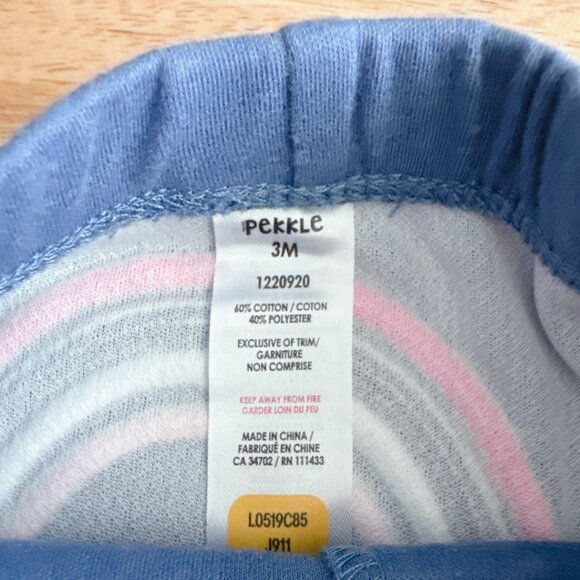 PEKKLE
3M
1220920
60% COTTON / COTON
40% POLYESTER
EXCLUSIVE OF TRIM/
GARNITURE
NON COMPRISE
KEEP AWAY FROM FIRE
GARDER LOIN DU FEU
MADE IN CHINA /
FABRIQUÉ EN CHINE
CA 34702 / RN 111433
L0519C85
J911